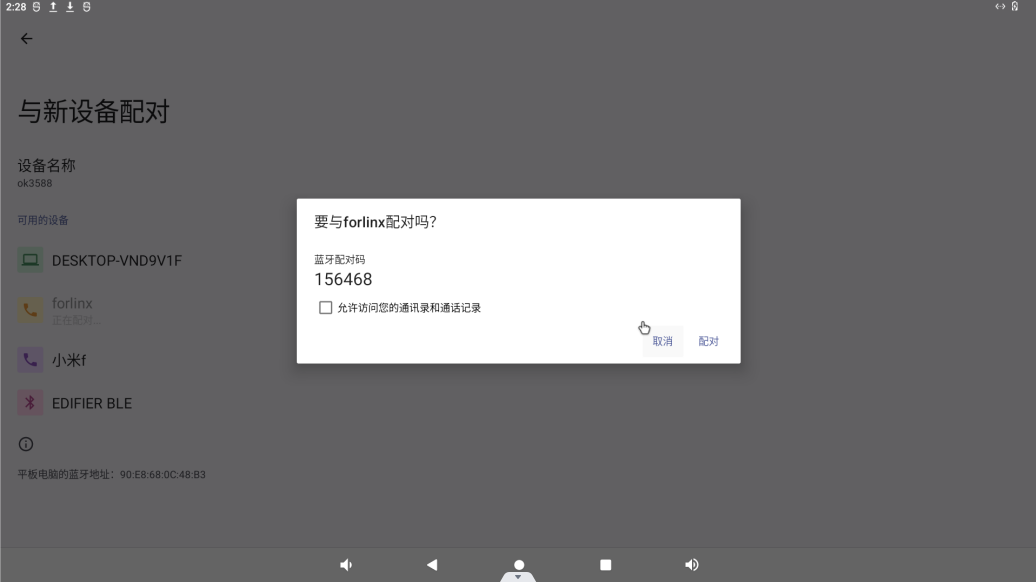 2:28
与新设备配对
设备名称
ok3588
可用的设备
DESKTOP-VND9V1F
forlinx
正在配对...
小米f
EDIFIER BLE
平板电脑的蓝牙地址：90:E8:68:0C:48:B3
要与forlinx配对吗？
蓝牙配对码
156468
允许访问您的通讯录和通话记录
取消 配对